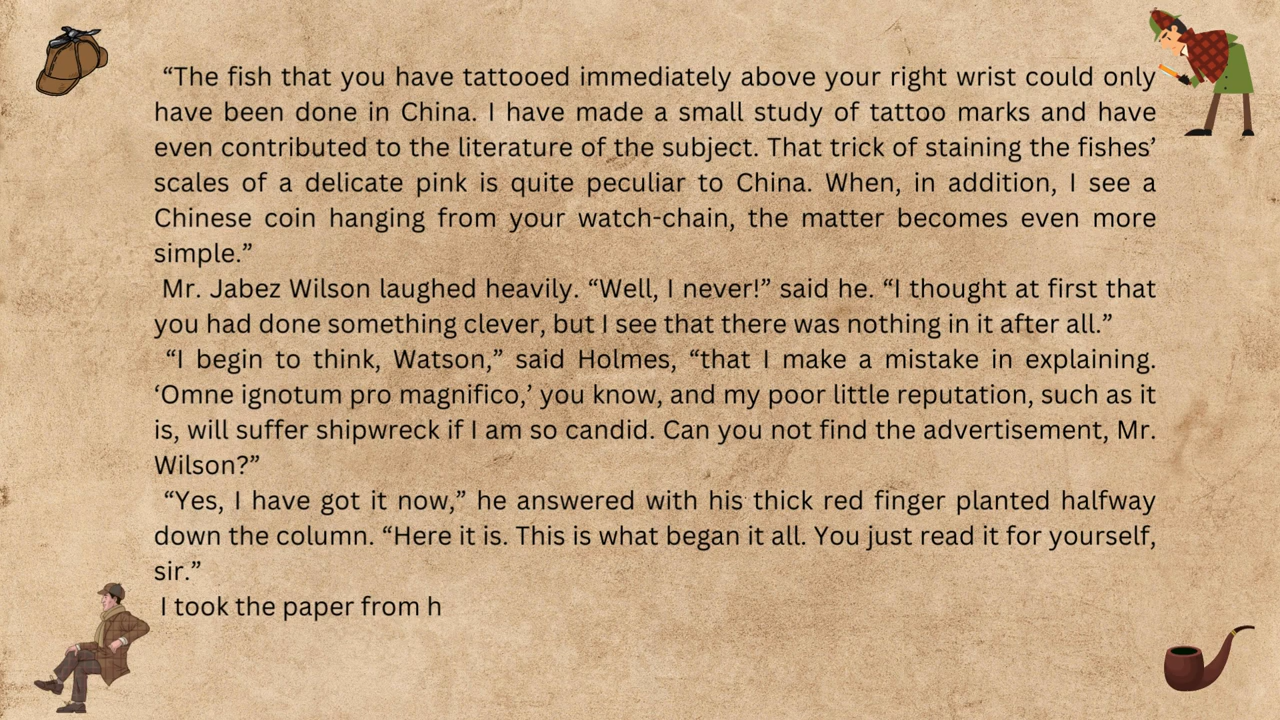 “The fish that you have tattooed immediately above your right wrist could only
have been done in China. I have made a small study of tattoo marks and have
even contributed to the literature of the subject. That trick of staining the fishes’
scales of a delicate pink is quite peculiar to China. When, in addition, I see a
Chinese coin hanging from your watch-chain, the matter becomes even more
simple.”
Mr. Jabez Wilson laughed heavily. “Well, I never!” said he. “I thought at first that
you had done something clever, but I see that there was nothing in it after all.”
“I begin to think, Watson,” said Holmes, “that I make a mistake in explaining.
‘Omne ignotum pro magnifico,’ you know, and my poor little reputation, such as it
is, will suffer shipwreck if I am so candid. Can you not find the advertisement, Mr.
Wilson?”
“Yes, I have got it now,” he answered with his thick red finger planted halfway
down the column. “Here it is. This is what began it all. You just read it for yourself,
sir.”
I took the paper from h